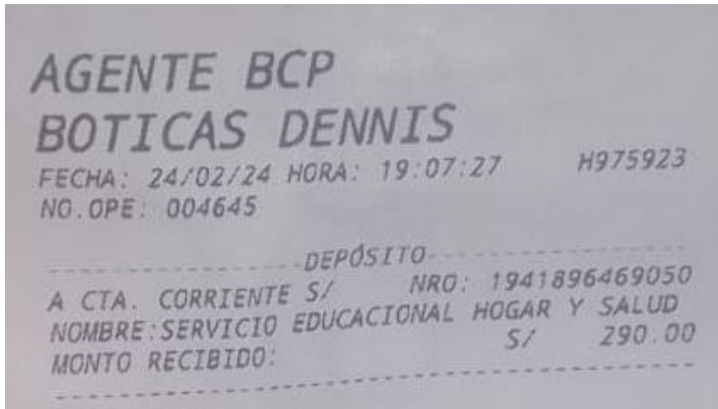 AGENTE BCP
BOTICAS DENNIS
FECHA: 24/02/24 HORA: 19:07:27 H975923
NO.OPE: 004645
DEPÓSITO
A CTA. CORRIENTE S/ NRO: 1941896469050
NOMBRE:SERVICIO EDUCACIONAL HOGAR Y SALUD
MONTO RECIBIDO: S/ 290.00